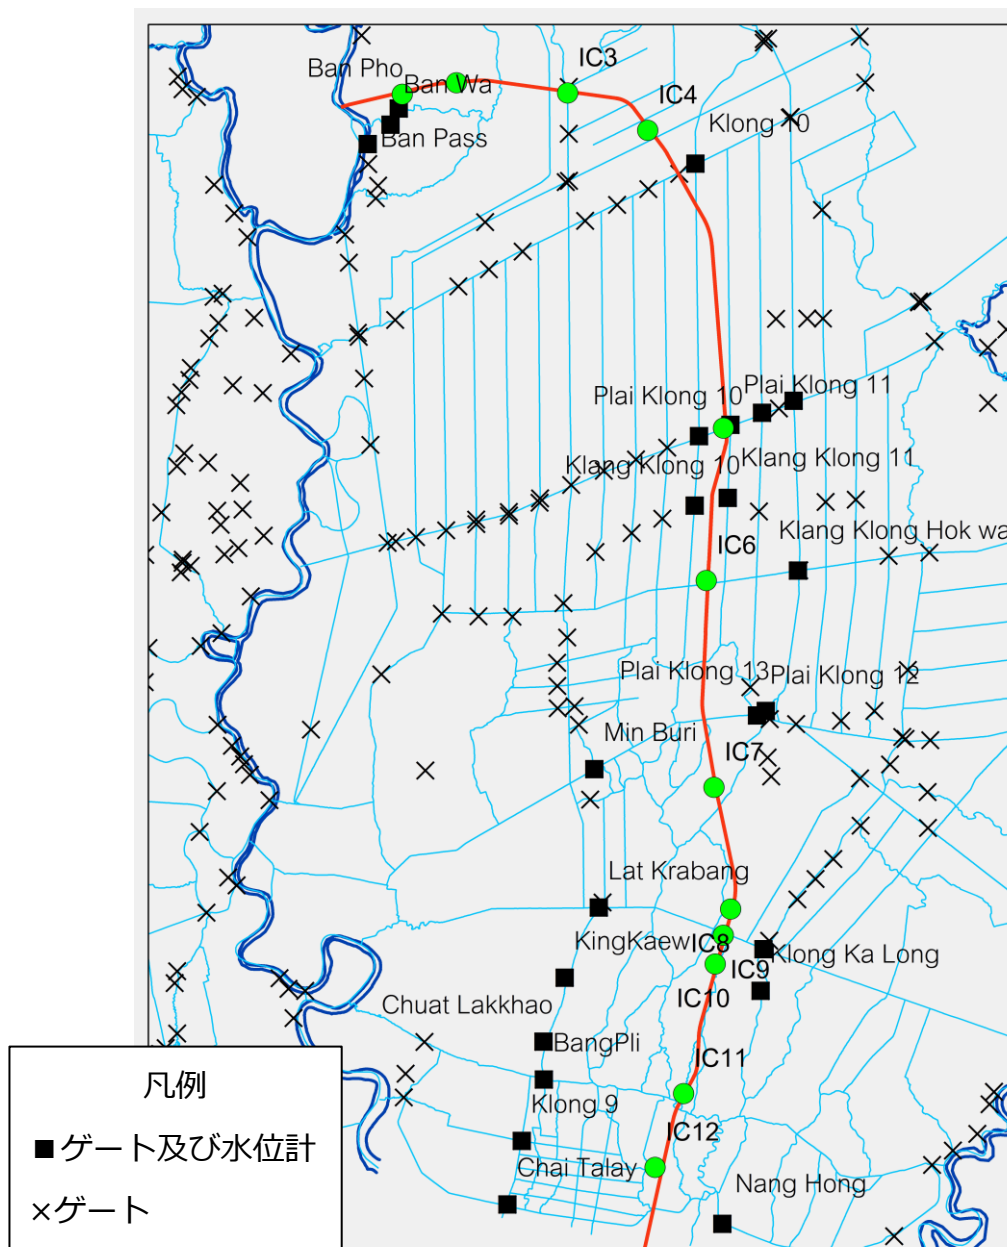 IC3
Ban Pho
Ban Wa
IC4
Klong 10
Ban Pass
Plai Klong 11
Plai Klong 10
Klang Klong 11
Klang Klong 10
Klang Klong Hok wa
IC6
Plai Klong 13
Plai Klong 12
Min Buri
IC7
Lat Krabang
KingKaew
IC8
Klong Ka Long
IC9
IC10
Chuat Lakkhao
BangPli
IC11
Klong 9
IC12
Chai Talay
Nang Hong
凡例
■ゲート及び水位計
×ゲート